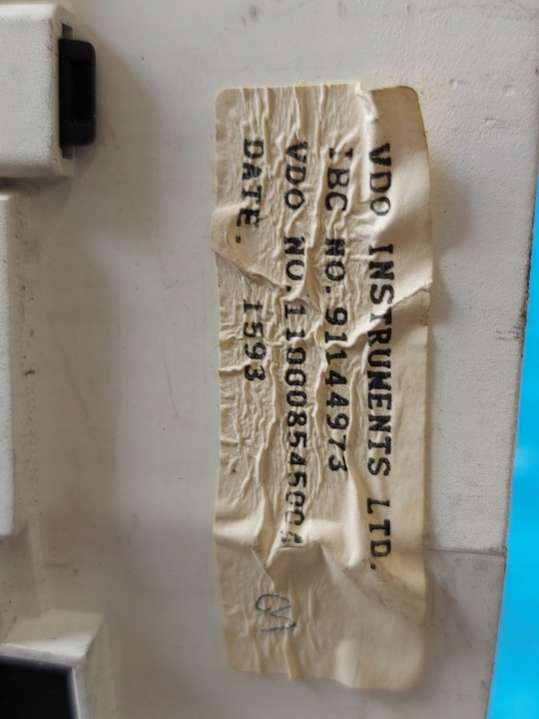 VDO INSTRUMENTS LTD.
IBC NO. 91144973
DATE. 1593